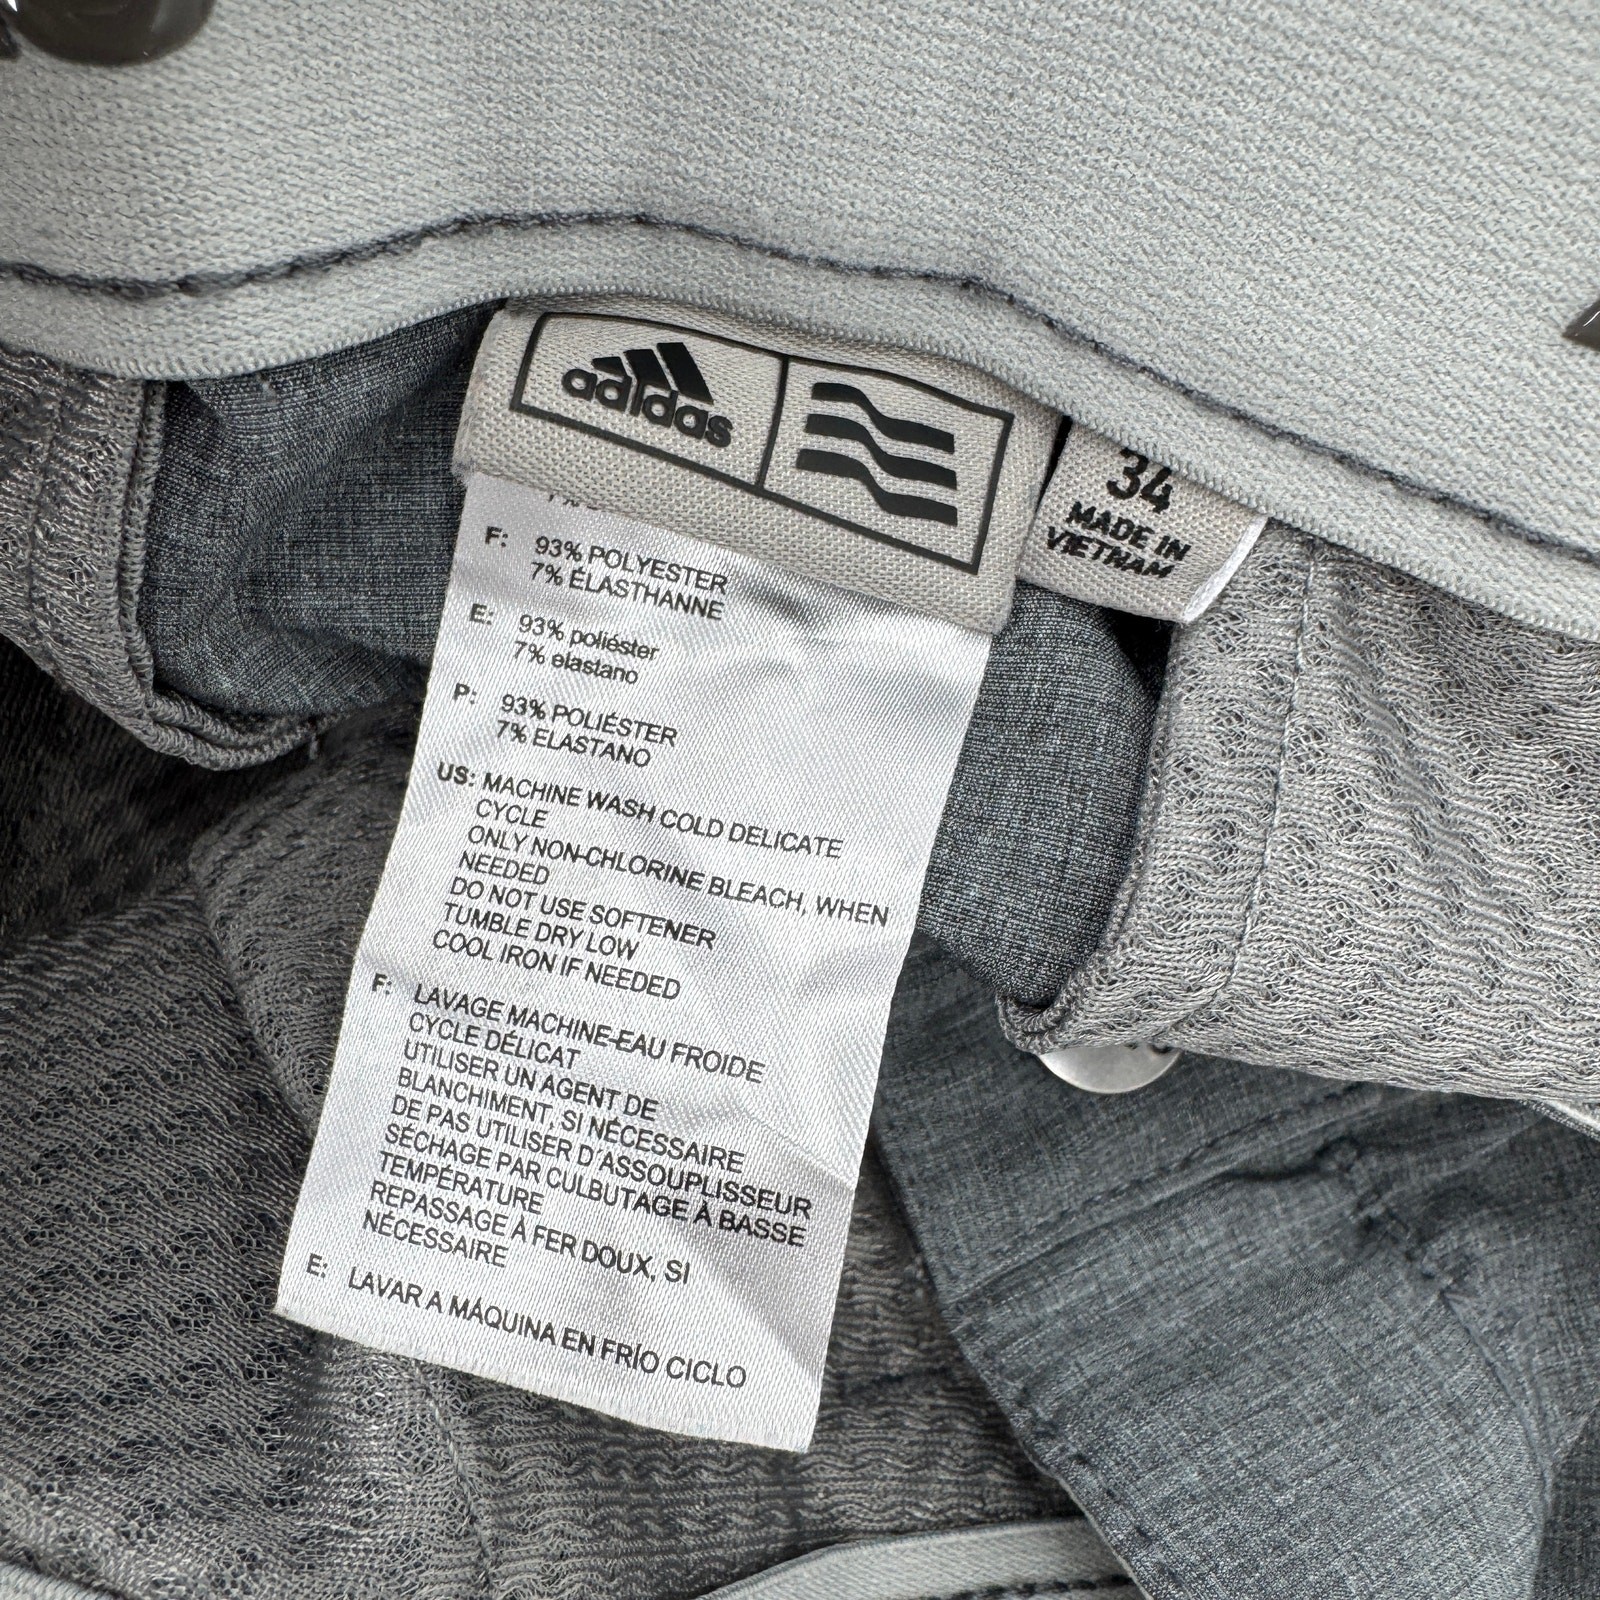 adidas
34
MADE IN
VIETNAM
F: 93% POLYESTER
7% ÉLASTHANNE
E: 93% poliéster
7% elastano
P: 93% POLIÉSTER
7% ELASTANO
US: MACHINE WASH COLD DELICATE
CYCLE
ONLY NON-CHLORINE BLEACH, WHEN
NEEDED
DO NOT USE SOFTENER
TUMBLE DRY LOW
COOL IRON IF NEEDED
F: LAVAGE MACHINE-EAU FROIDE
CYCLE DÉLICAT
UTILISER UN AGENT DE
BLANCHIMENT, SI NÉCESSAIRE
DE PAS UTILISER D´ASSOUPLISSEUR
SÉCHAGE PAR CULBUTAGE À BASSE
TEMPÉRATURE
REPASSAGE À FER DOUX, SI
NÉCESSAIRE
E: LAVAR A MÁQUINA EN FRÍO CICLO